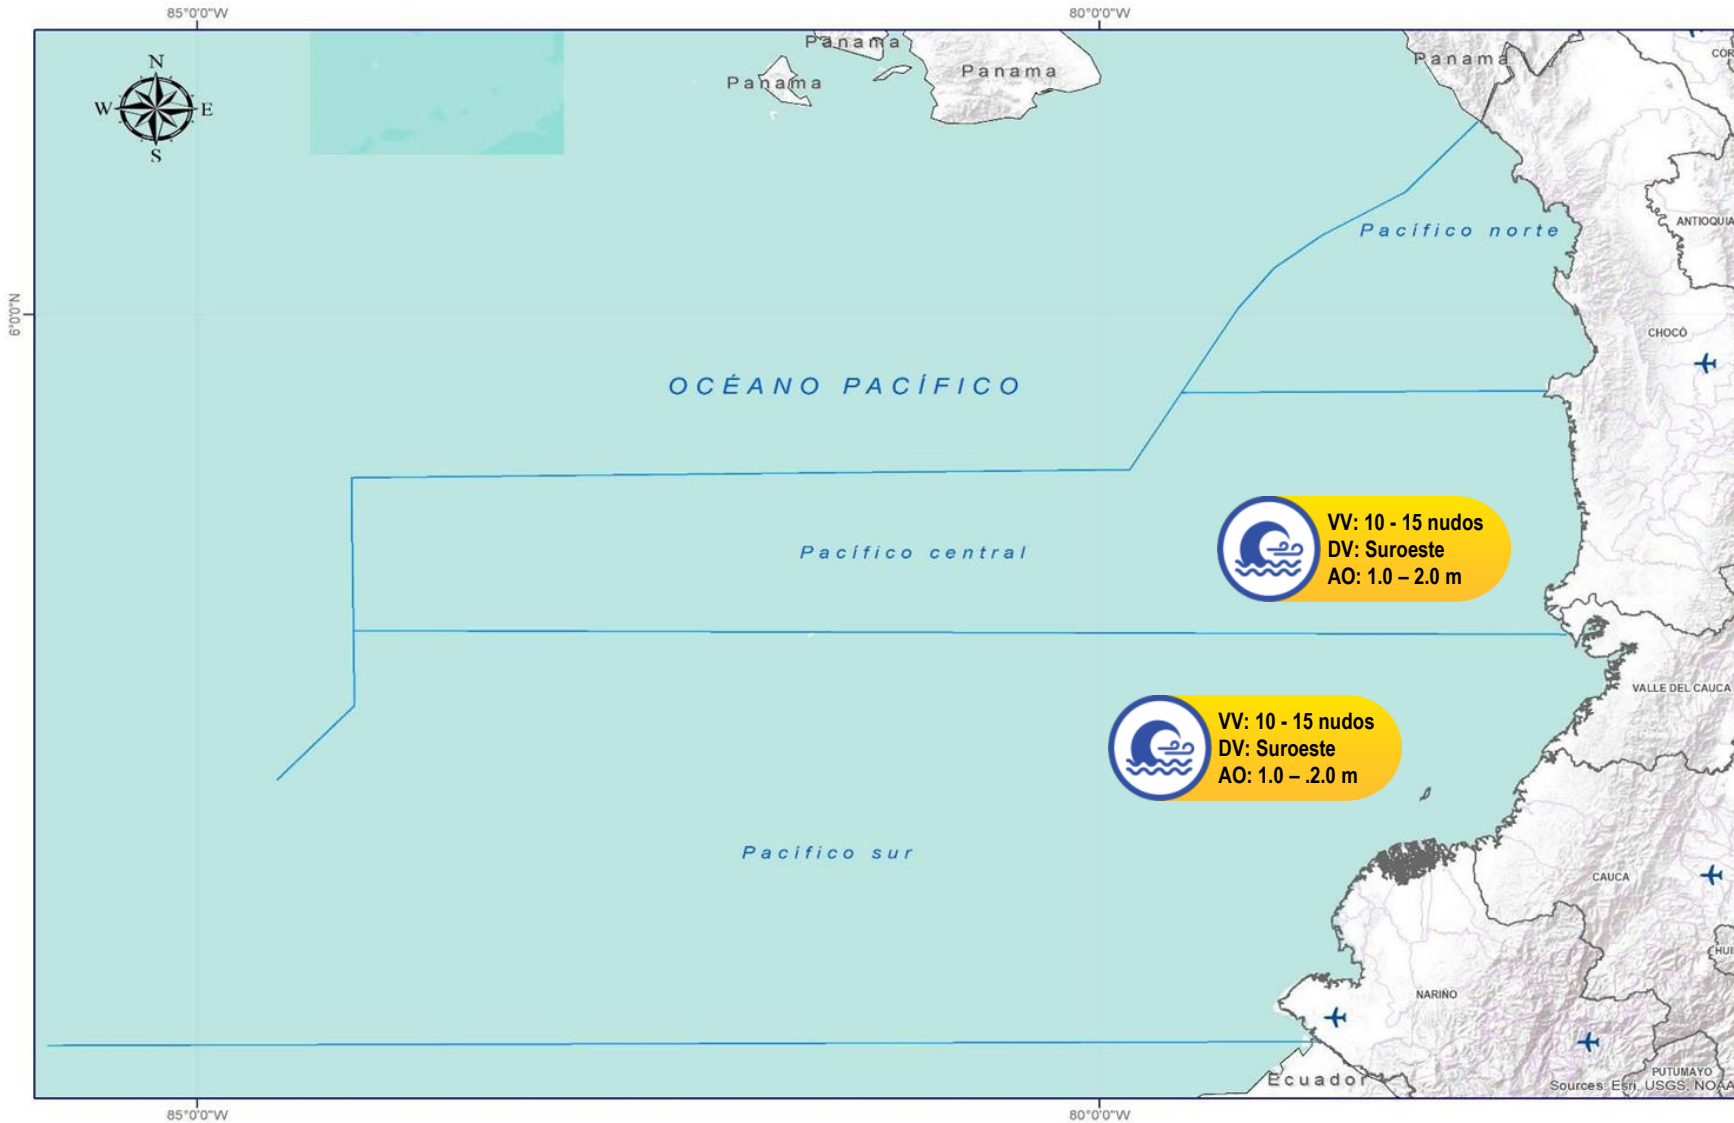 85°0'0"W
80°0'0"W
Panama
Panama
Panama
Panama
CÓR
N
W
E
S
ANTIOQUIA
Pacífico norte
6°0'0"N
CHOCÓ
OCÉANO PACÍFICO
VV: 10 - 15 nudos
DV: Suroeste
AO: 1.0 – 2.0 m
Pacífico central
VALLE DEL CAUCA
VV: 10 - 15 nudos
DV: Suroeste
AO: 1.0 – .2.0 m
Pacífico sur
CAUCA
HUI
NARIÑO
PUTUMAYO
Ecuador
Sources: Esri, USGS, NOAA
85°0'0"W
80°0'0"W